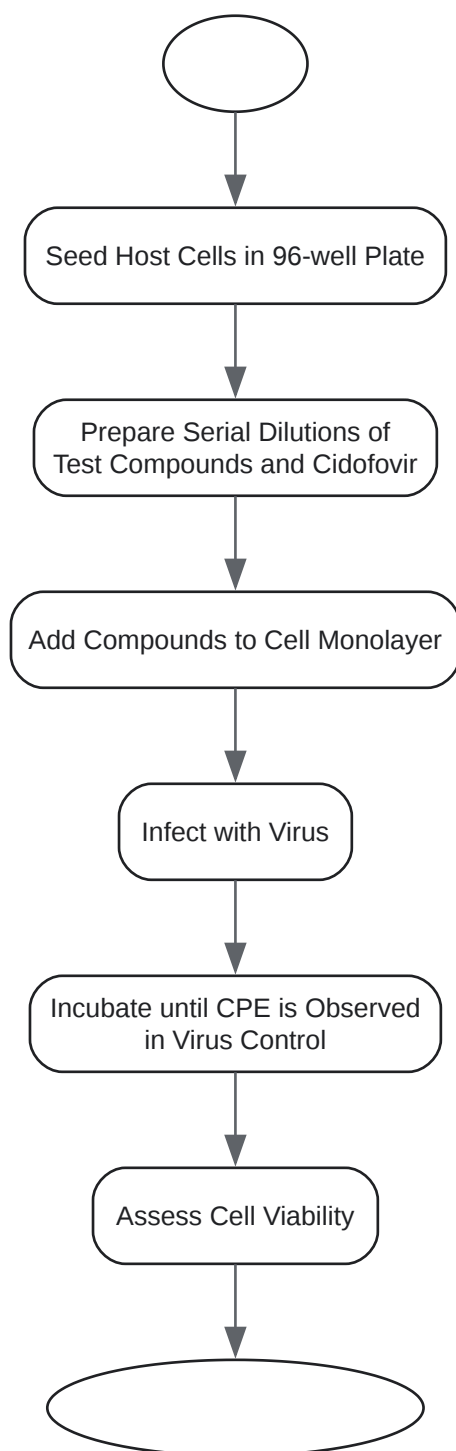 Seed Host Cells in 96-well Plate
Prepare Serial Dilutions of
Test Compounds and Cidofovir
Add Compounds to Cell Monolayer
Infect with Virus
Incubate until CPE is Observed
in Virus Control
Assess Cell Viability